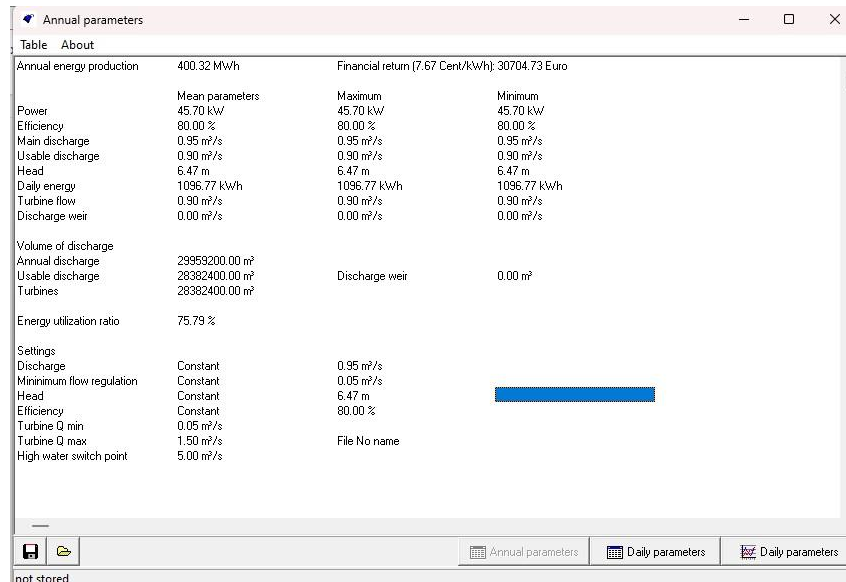 Annual parameters
Table About
Annual energy production 400.32 MWh Financial return (7.67 Cent/kWh): 30704.73 Euro
Mean parameters Maximum Minimum
Power 45.70 kW 45.70 kW 45.70 kW
Efficiency 80.00 % 80.00 % 80.00 %
Main discharge 0.95 m³/s 0.95 m³/s 0.95 m³/s
Usable discharge 0.90 m³/s 0.90 m³/s 0.90 m³/s
Head 6.47 m 6.47 m 6.47 m
Daily energy 1096.77 kWh 1096.77 kWh 1096.77 kWh
Turbine flow 0.90 m³/s 0.90 m³/s 0.90 m³/s
Discharge weir 0.00 m³/s 0.00 m³/s 0.00 m³/s
Volume of discharge
Annual discharge 29959200.00 m³
Usable discharge 28382400.00 m³ Discharge weir 0.00 m³
Turbines 28382400.00 m³
Energy utilization ratio 75.79 %
Settings
Discharge Constant 0.95 m³/s
Mininimum flow regulation Constant 0.05 m³/s
Head Constant 6.47 m
Efficiency Constant 80.00 %
Turbine Q min 0.05 m³/s
Turbine Q max 1.50 m³/s File No name
High water switch point 5.00 m³/s
Annual parameters Daily parameters Daily parameters
not stored